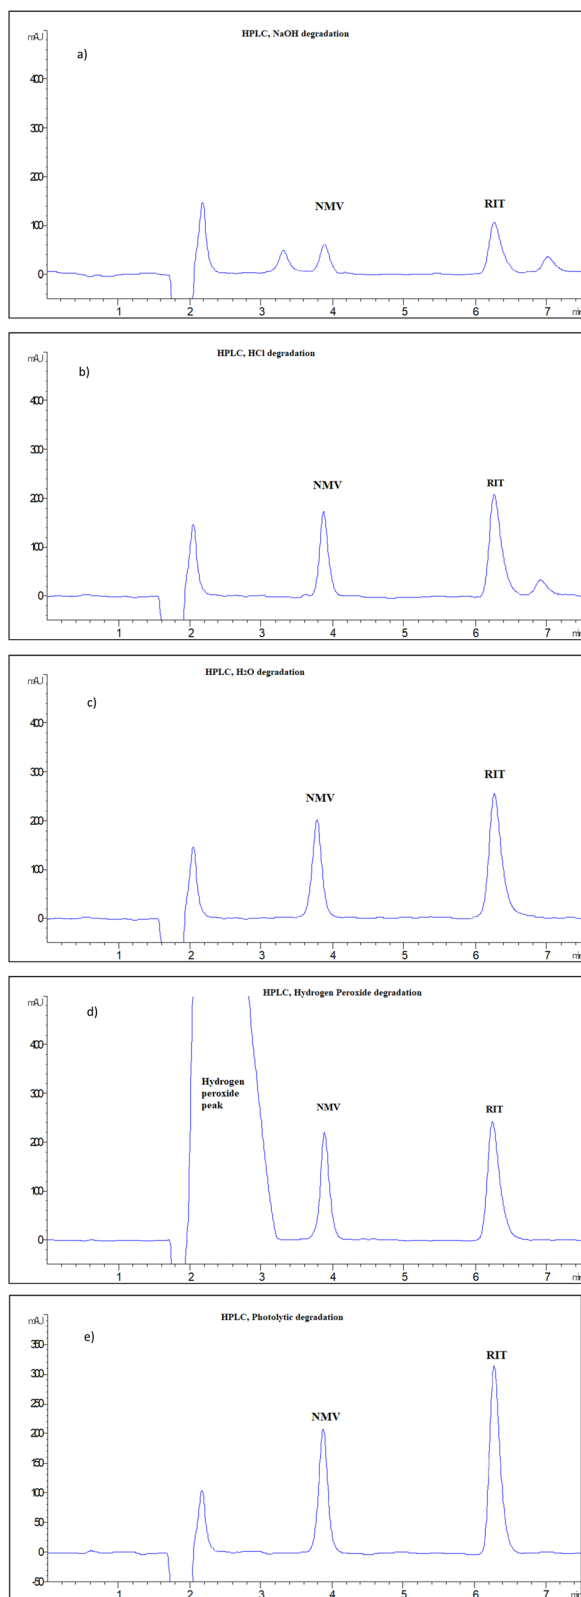 HPLC, NaOH degradation
mAU
a)
400
300
200
NMV
RIT
100
0
1 2 3 4 5 6 7 min
HPLC, HCl degradation
mAU
b)
400
300
200
NMV
RIT
100
0
1 2 3 4 5 6 7 min
HPLC, H2O degradation
mAU
c)
400
300
RIT
NMV
200
100
0
1 2 3 4 5 6 7 min
HPLC, Hydrogen Peroxide degradation
mAU
d)
400
300
Hydrogen
peroxide
peak
NMV
RIT
200
100
0
1 2 3 4 5 6 7 min
HPLC, Photolytic degradation
mAU
e)
350
RIT
300
250
NMV
200
150
100
50
0
-50
1 2 3 4 5 6 7 min